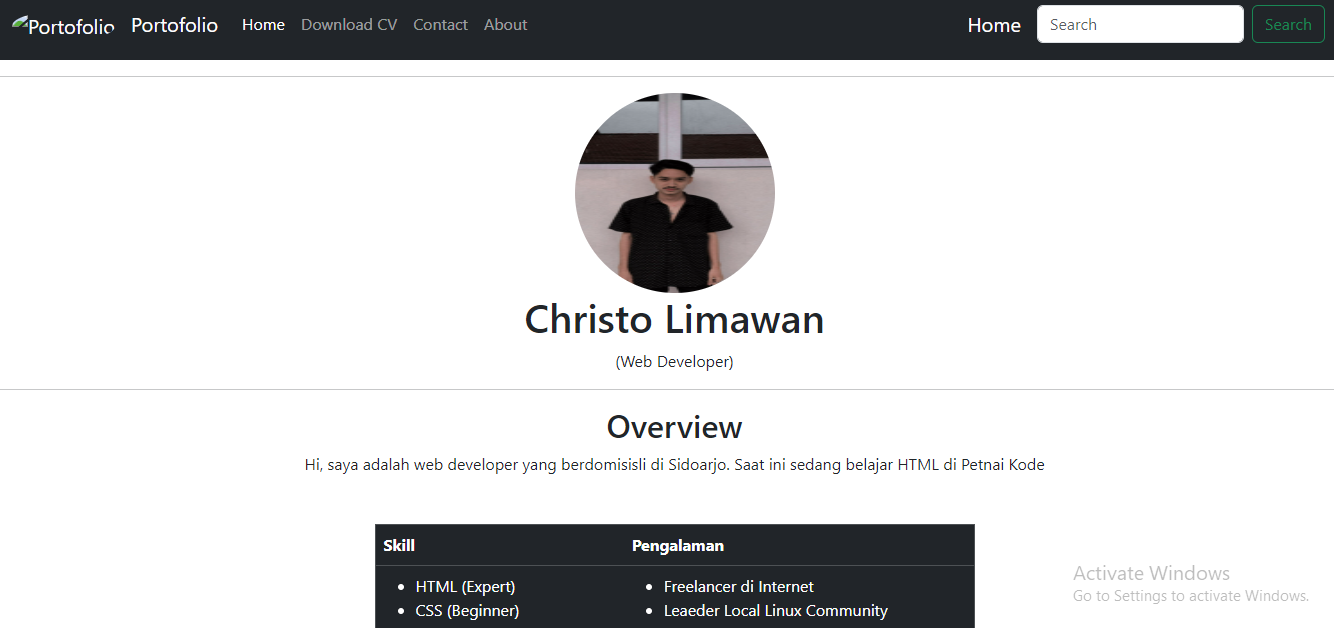 Portofolio Portofolio Home Download CV Contact About Home Search Search
Christo Limawan
(Web Developer)
Overview
Hi, saya adalah web developer yang berdomisisli di Sidoarjo. Saat ini sedang belajar HTML di Petnai Kode
Skill Pengalaman
HTML (Expert) Freelancer di Internet
CSS (Beginner) Leaeder Local Linux Community
Activate Windows
Go to Settings to activate Windows.